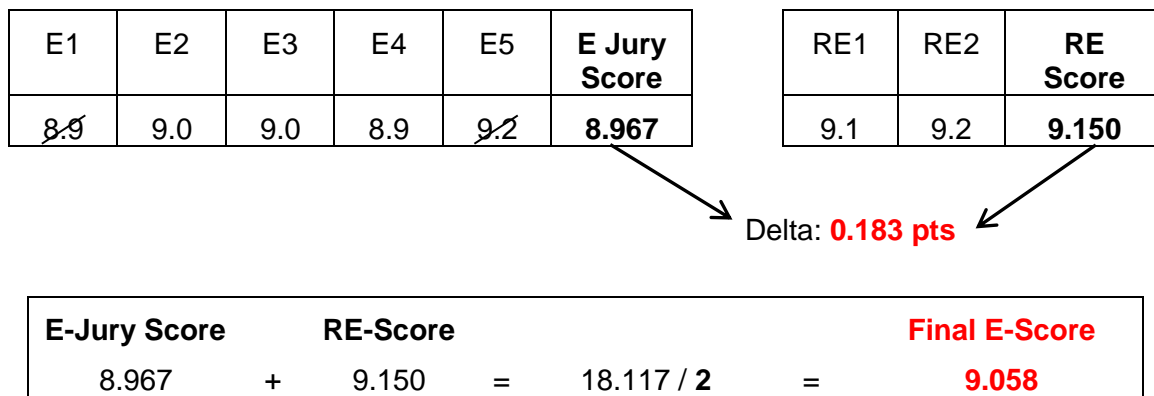 E1 E2 E3 E4 E5 E Jury Score RE1 RE2 RE Score
8.9 9.0 9.0 8.9 9.2 8.967 9.1 9.2 9.150
Delta: 0.183 pts
E-Jury Score RE-Score Final E-Score
8.967 + 9.150 = 18.117 / 2 = 9.058